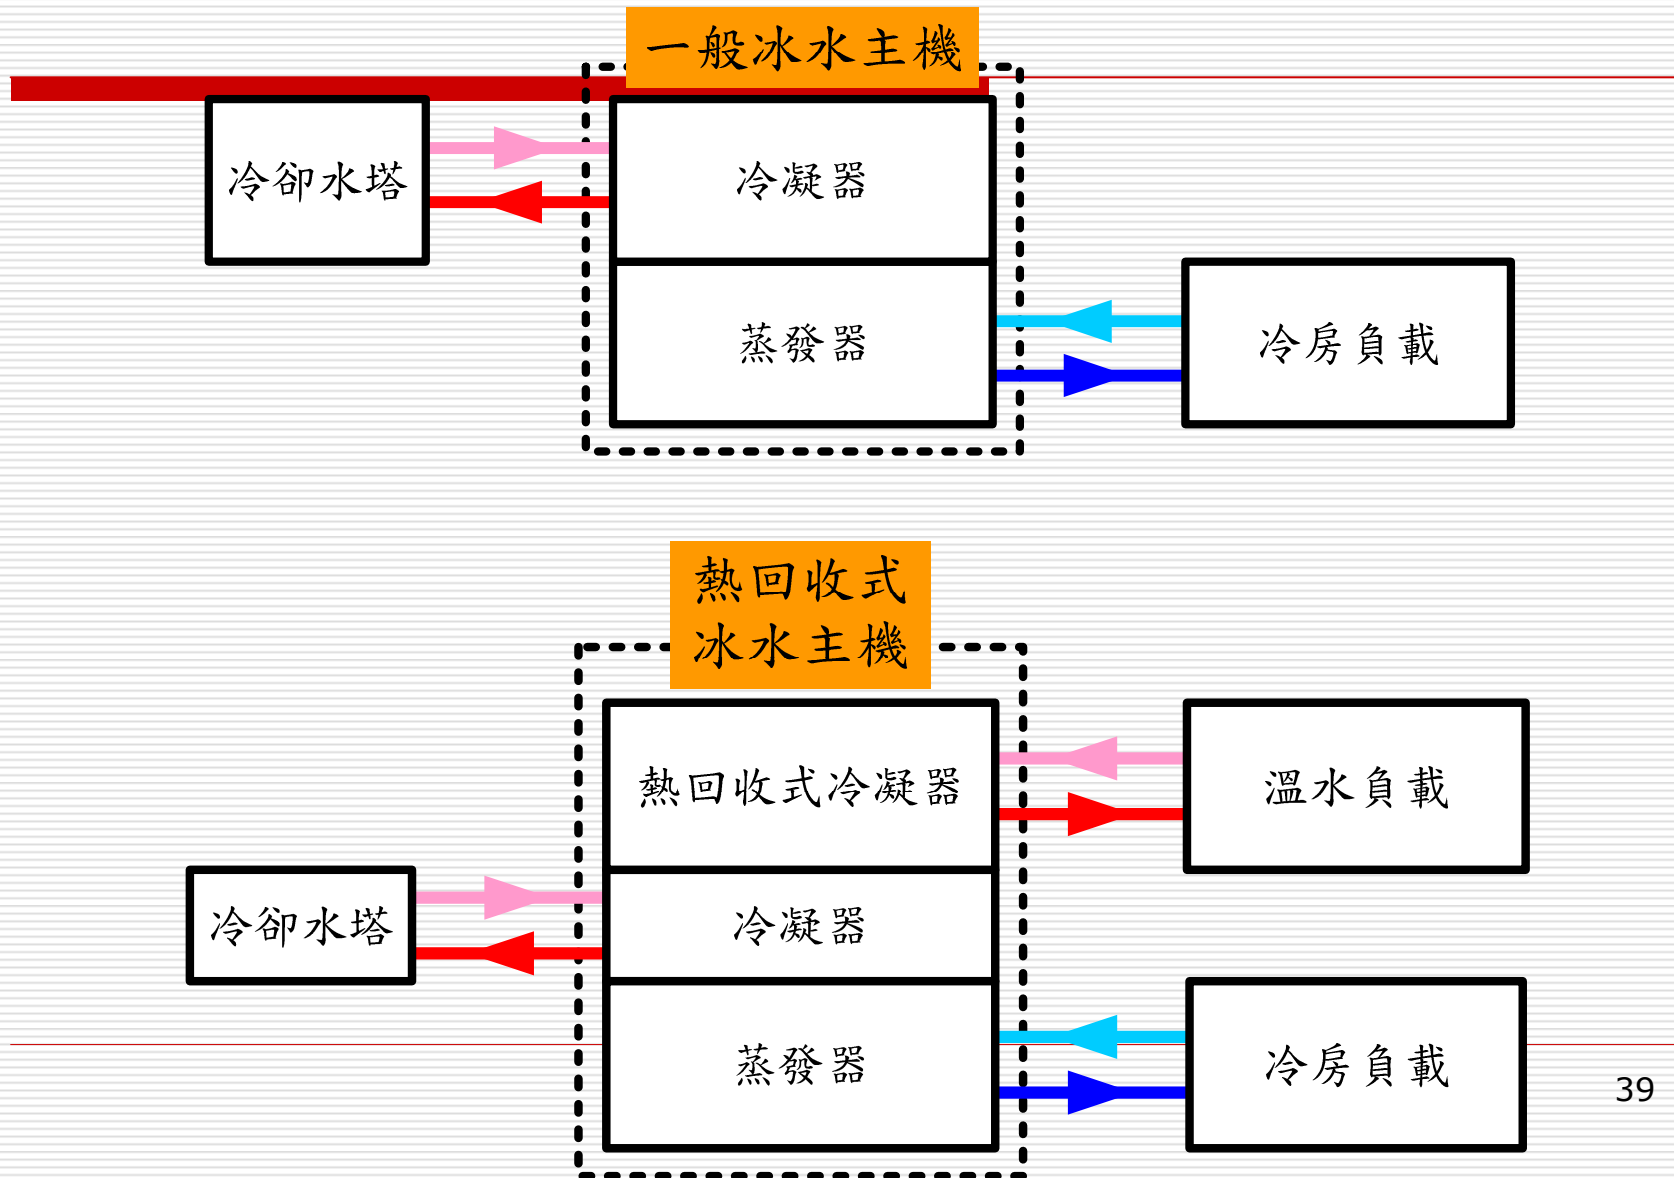 一般冰水主機
冷卻水塔
冷凝器
蒸發器
冷房負載
熱回收式
冰水主機
熱回收式冷凝器
溫水負載
冷卻水塔
冷凝器
蒸發器
冷房負載
39